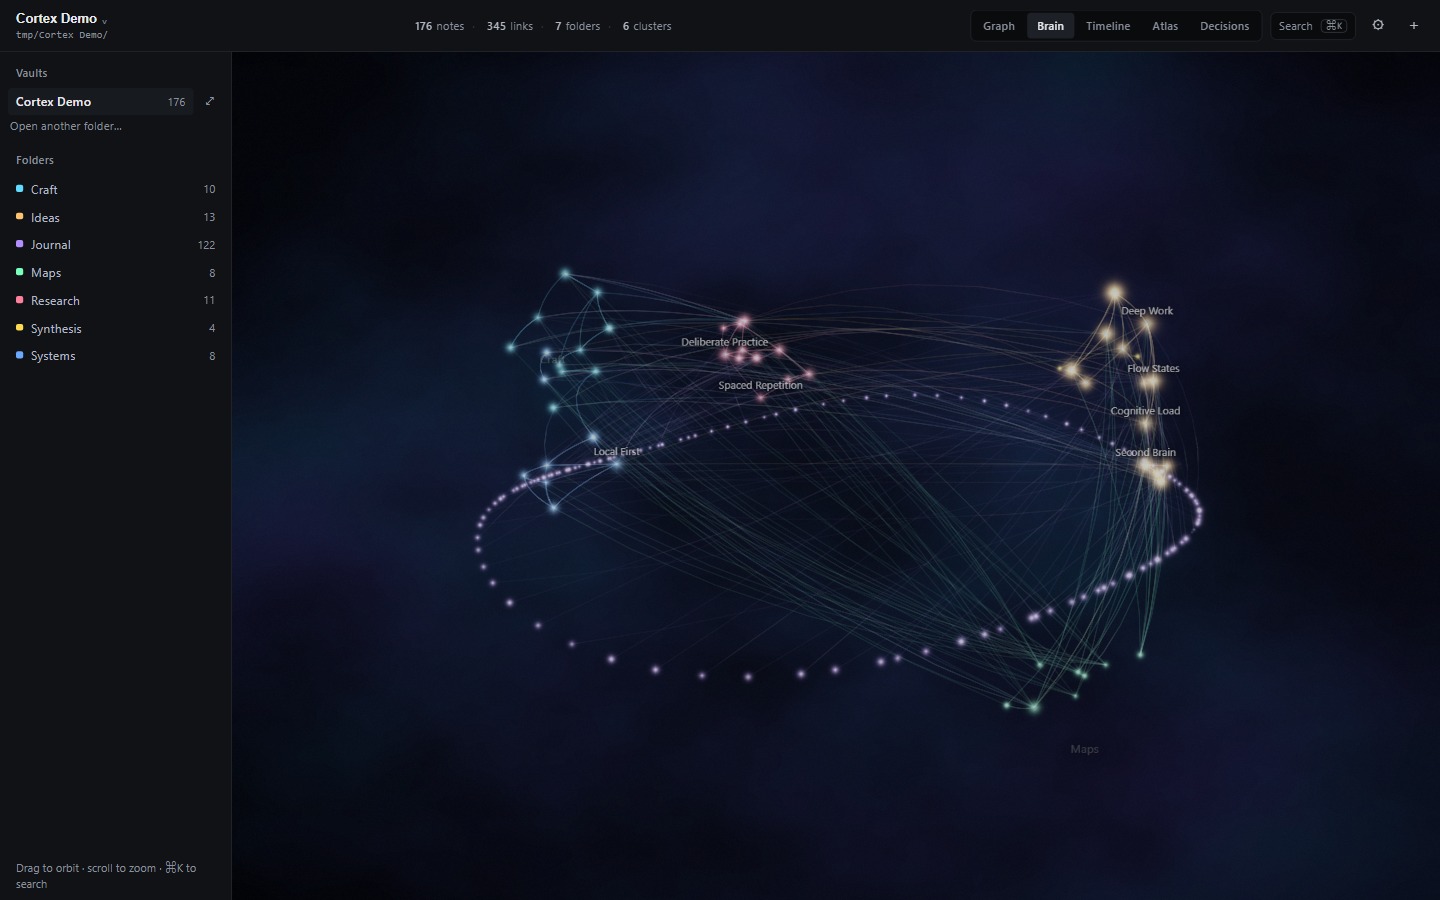 Cortex Demo v
tmp/Cortex Demo/
176 notes · 345 links · 7 folders · 6 clusters
Graph Brain Timeline Atlas Decisions Search ⌘K ⚙ +
Vaults
Cortex Demo 176
Open another folder...
Folders
Craft 10
Ideas 13
Journal 122
Maps 8
Research 11
Synthesis 4
Systems 8
Deep Work
Deliberate Practice
Flow States
Spaced Repetition
Cognitive Load
Local First
Second Brain
Maps
Drag to orbit · scroll to zoom · ⌘K to
search